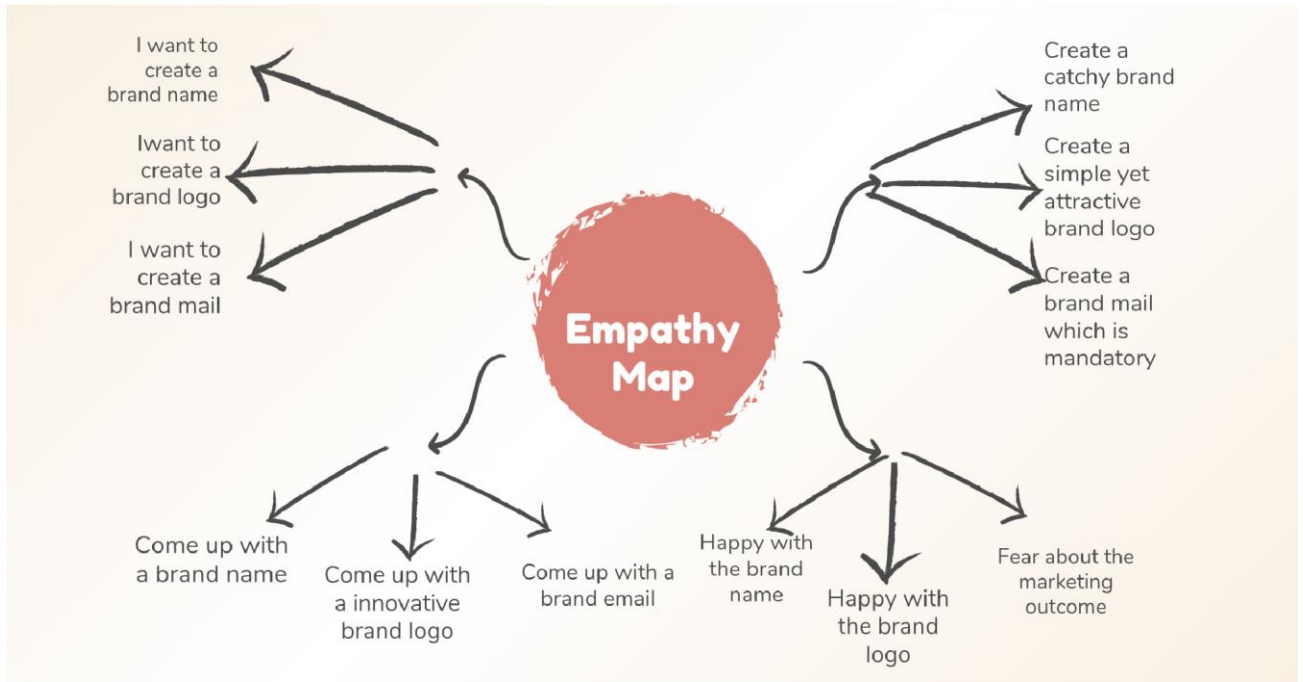 I want to
create a
brand name
Iwant to
create a
brand logo
I want to
create a
brand mail
Create a
catchy brand
name
Create a
simple yet
attractive
brand logo
Create a
brand mail
which is
mandatory
Empathy
Map
Come up with
a brand name
Come up with
a innovative
brand logo
Come up with a
brand email
Happy with
the brand
name
Happy with
the brand
logo
Fear about the
marketing
outcome